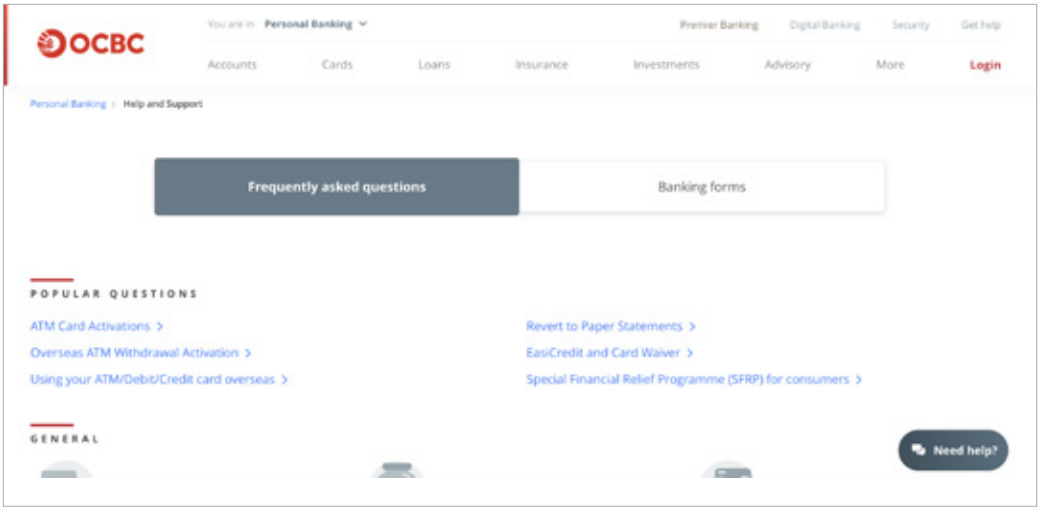 OCBC
You are in Personal Banking
Premier Banking Digital Banking Security Get help
Accounts Cards Loans Insurance Investments Advisory More Login
Personal Banking > Help and Support
Frequently asked questions Banking forms
POPULAR QUESTIONS
ATM Card Activations >
Revert to Paper Statements >
Overseas ATM Withdrawal Activation >
EasiCredit and Card Waiver >
Using your ATM/Debit/Credit card overseas >
Special Financial Relief Programme (SFRP) for consumers >
GENERAL
Need help?